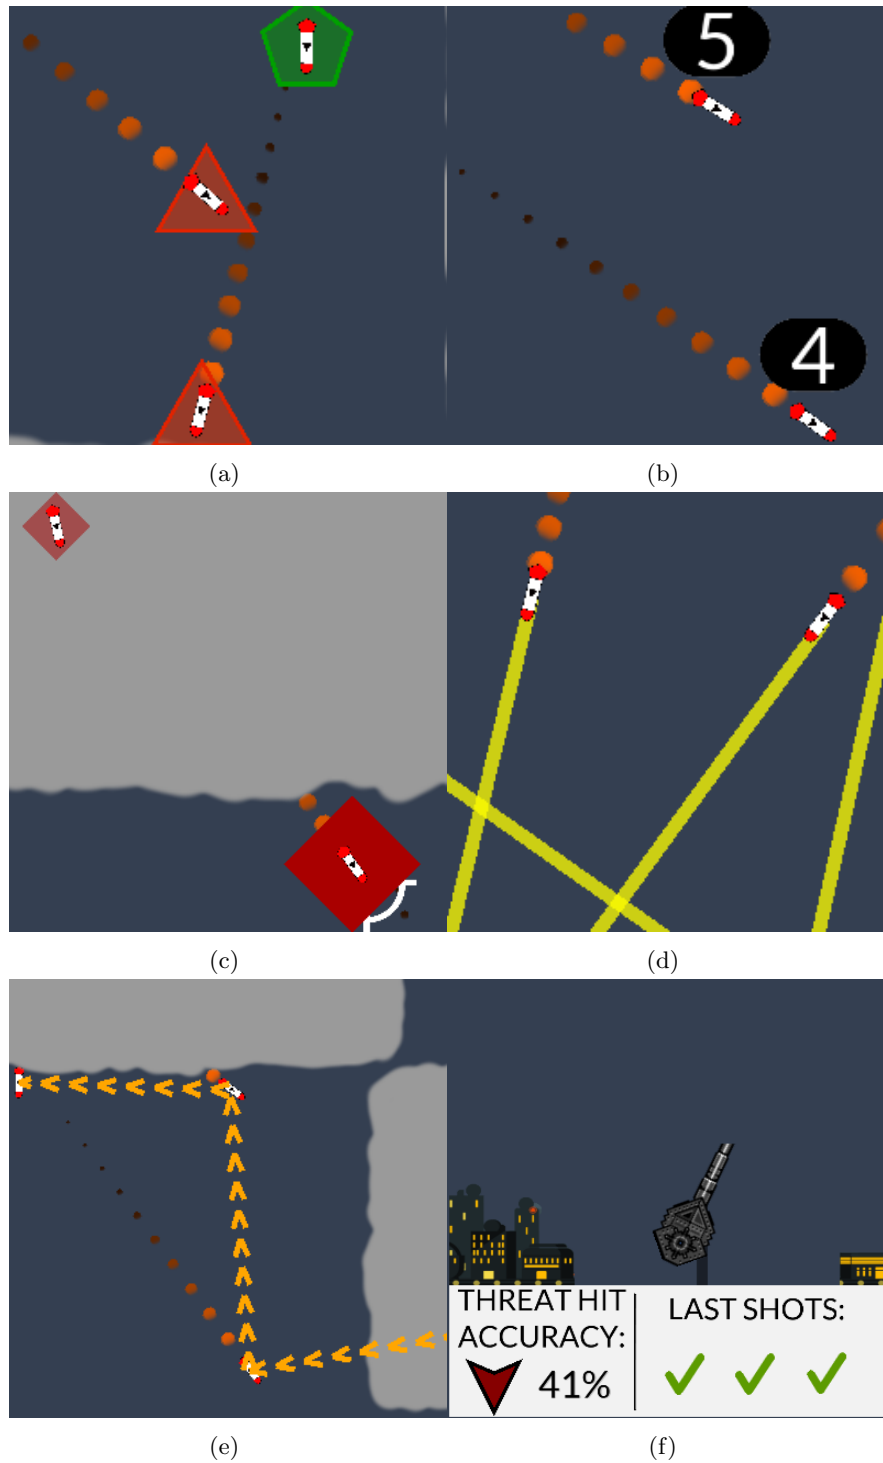 5
4
(a)
(b)
(c)
(d)
THREAT HIT
ACCURACY:
41%
LAST SHOTS:
(e)
(f)